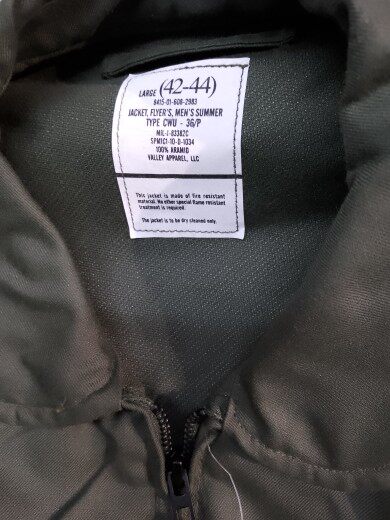 LARGE (42-44)
8415-01-608-2983
JACKET, FLYER'S, MEN'S SUMMER
TYPE CWU - 36/P
MIL-J-83382C
SPM1C1-10-D-1034
100% ARAMID
VALLEY APPAREL, LLC
This jacket is made of fire resistant
material. No other special flame resistant
treatment is required.
The jacket is to be dry cleaned only.